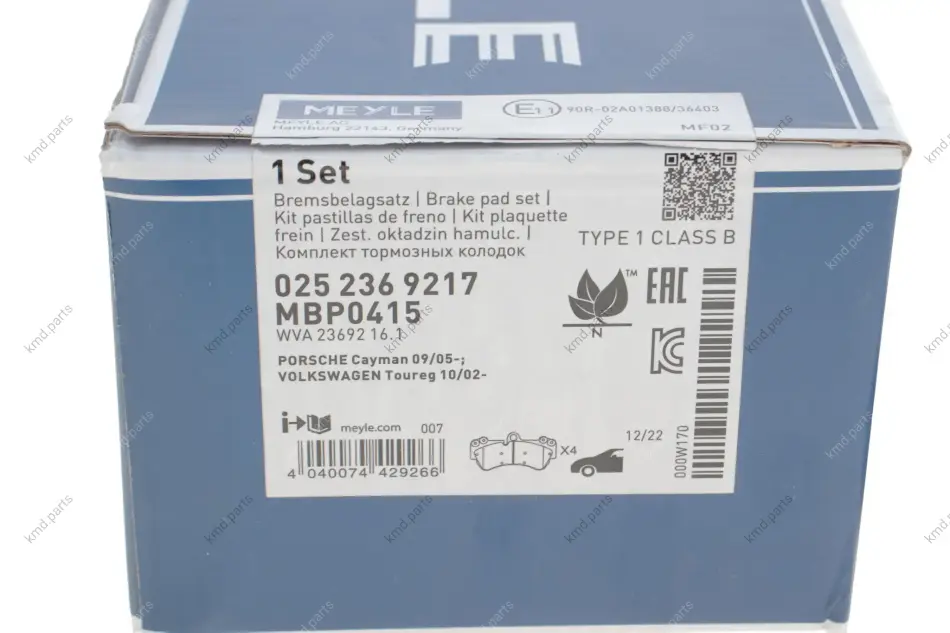 MEYLE
MEYLE AG
Hamburg 22143, Germany
E11 90R-02A01388/36403
MF02
1 Set
Bremsbelagsatz | Brake pad set |
Kit pastillas de freno | Kit plaquette
frein | Zest. okładzin hamulc. |
Комплект тормозных колодок
TYPE 1 CLASS B
025 236 9217
MBP0415
WVA 23692 16.1
PORSCHE Cayman 09/05-;
VOLKSWAGEN Toureg 10/02-
TM
N
EAC
KC
meyle.com 007
4 040074 429266
X4
12/22
000W170
kmd.parts